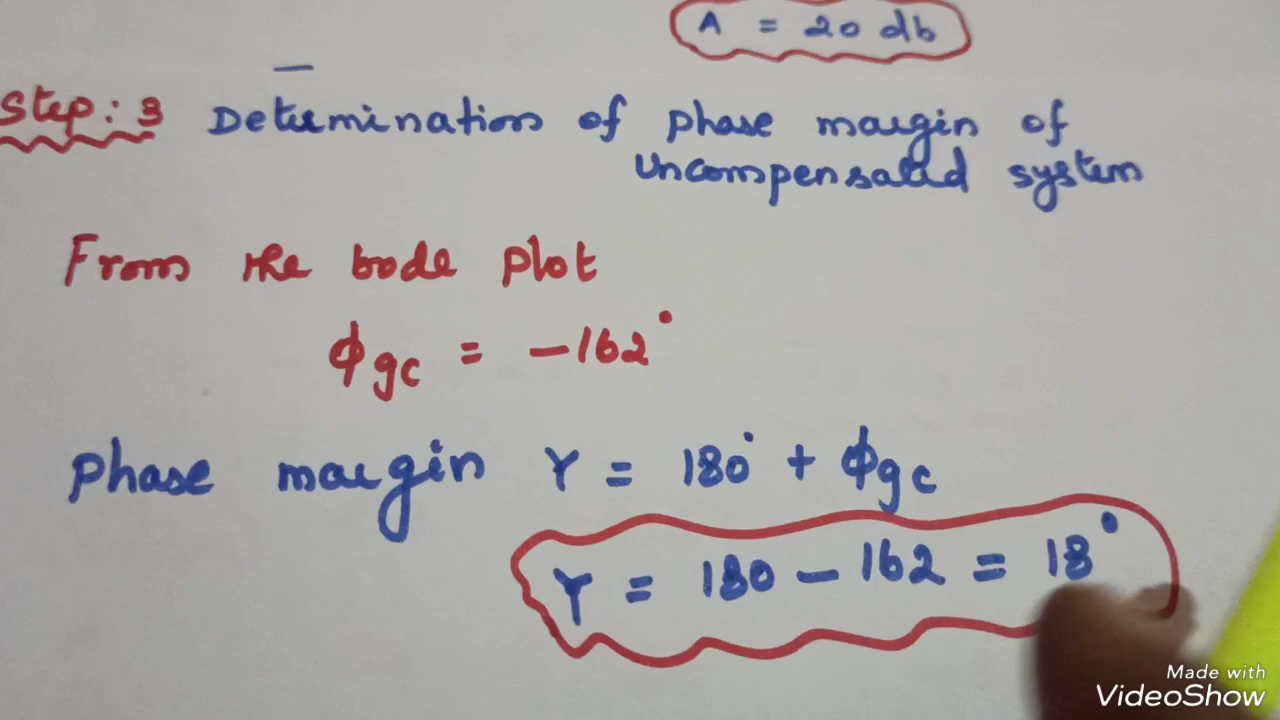 A = 20 db
Step: 3 Determination of phase margin of
uncompensated system
From the bode plot
ϕgc = -162°
Phase margin γ = 180° + ϕgc
γ = 180 - 162 = 18°
Made with
VideoShow